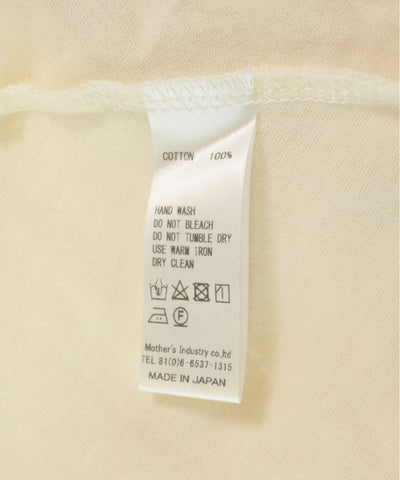 COTTON 100%
HAND WASH
DO NOT BLEACH
DO NOT TUMBLE DRY
USE WARM IRON
DRY CLEAN
F
Mother's Industry co,ltd
TEL 81(0)6-6537-1315
MADE IN JAPAN